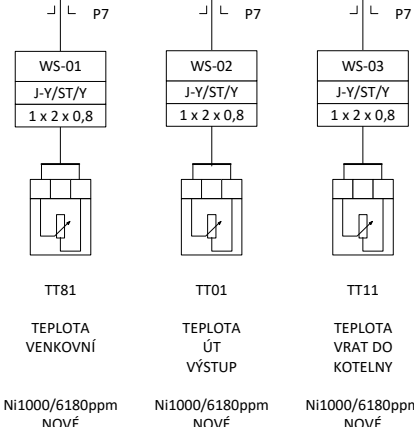 P7
P7
P7
WS-01
J-Y/ST/Y
1 x 2 x 0,8
WS-02
J-Y/ST/Y
1 x 2 x 0,8
WS-03
J-Y/ST/Y
1 x 2 x 0,8
TT81
TEPLOTA
VENKOVNÍ
Ni1000/6180ppm
NOVÉ
TT01
TEPLOTA
ÚT
VÝSTUP
Ni1000/6180ppm
NOVÉ
TT11
TEPLOTA
VRAT DO
KOTELNY
Ni1000/6180ppm
NOVÉ